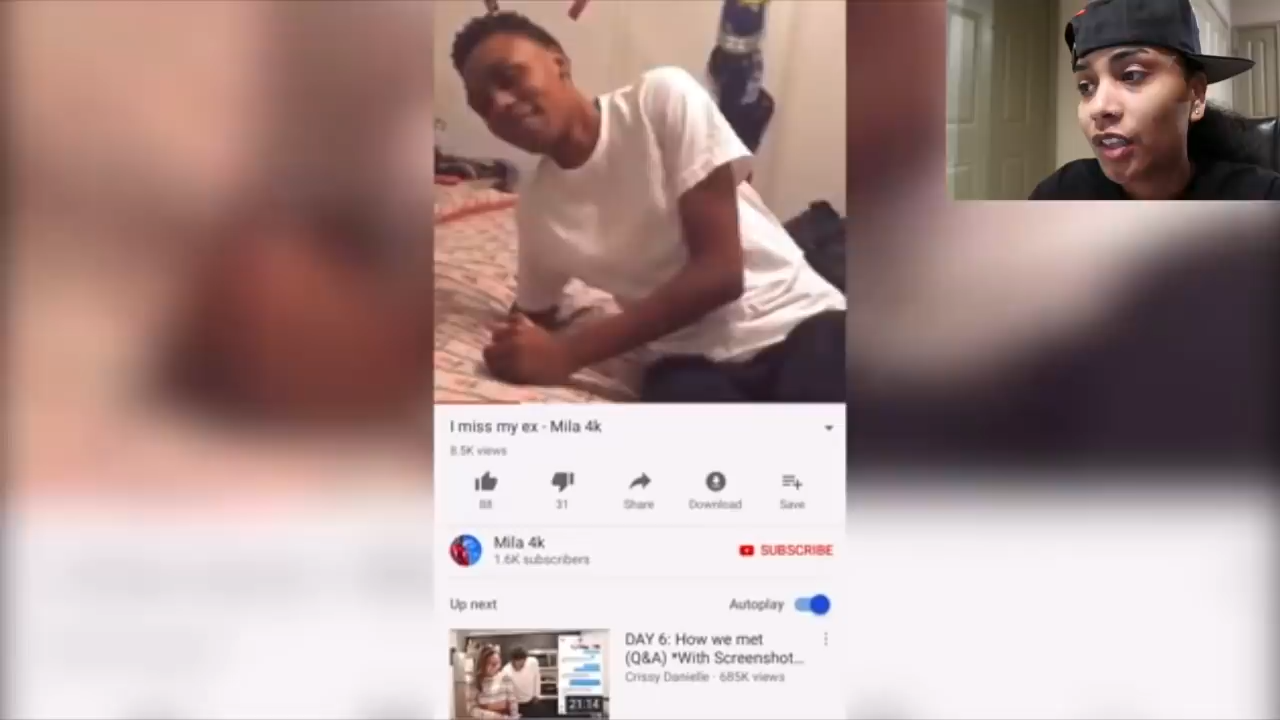 I miss my ex - Mila 4k
8.5K views
88
31
Share
Download
Save
Mila 4k
1.6K subscribers
SUBSCRIBE
Up next
Autoplay
DAY 6: How we met
(Q&A) *With Screenshot...
Crissy Danielle · 685K views
21:14